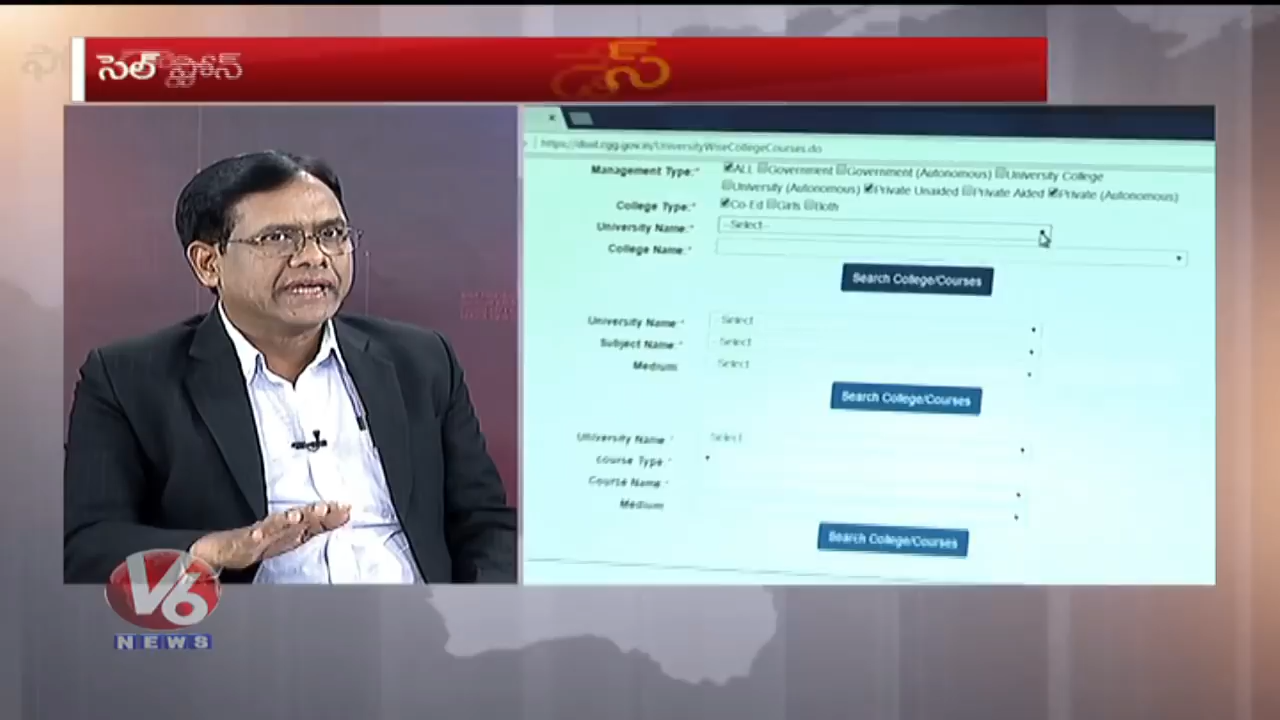 సెల్ ఫోన్
డోస్
https://dost.cgg.gov.in/UniversityWiseCollegeCourses.do
Management Type:* ALL Government Government (Autonomous) University College
University (Autonomous) Private Unaided Private Aided Private (Autonomous)
College Type:* Co-Ed Girls Both
University Name:* --Select--
College Name:*
Search College/Courses
University Name * Select
Subject Name * Select
Medium Select
Search College/Courses
University Name * Select
Course Type *
Course Name *
Medium
Search College/Courses
V6
NEWS